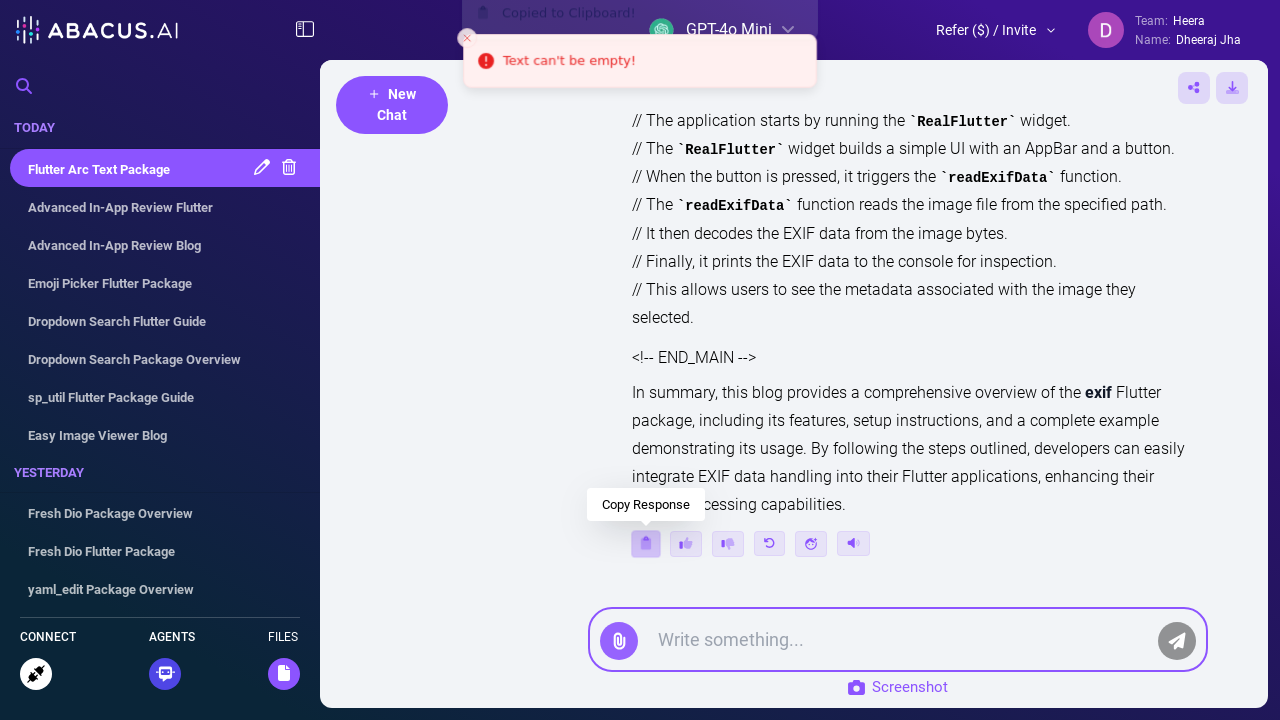 ABACUS.AI
Copied to Clipboard!
GPT-4o Mini
Text can't be empty!
Refer ($) / Invite
D
Team: Heera
Name: Dheeraj Jha
TODAY
Flutter Arc Text Package
Advanced In-App Review Flutter
Advanced In-App Review Blog
Emoji Picker Flutter Package
Dropdown Search Flutter Guide
Dropdown Search Package Overview
sp_util Flutter Package Guide
Easy Image Viewer Blog
YESTERDAY
Fresh Dio Package Overview
Fresh Dio Flutter Package
yaml_edit Package Overview
CONNECT
AGENTS
FILES
+ New
Chat
// The application starts by running the `RealFlutter` widget.
// The `RealFlutter` widget builds a simple UI with an AppBar and a button.
// When the button is pressed, it triggers the `readExifData` function.
// The `readExifData` function reads the image file from the specified path.
// It then decodes the EXIF data from the image bytes.
// Finally, it prints the EXIF data to the console for inspection.
// This allows users to see the metadata associated with the image they
selected.
<!-- END_MAIN -->
In summary, this blog provides a comprehensive overview of the exif Flutter
package, including its features, setup instructions, and a complete example
demonstrating its usage. By following the steps outlined, developers can easily
integrate EXIF data handling into their Flutter applications, enhancing their
cessing capabilities.
Copy Response
Write something...
Screenshot